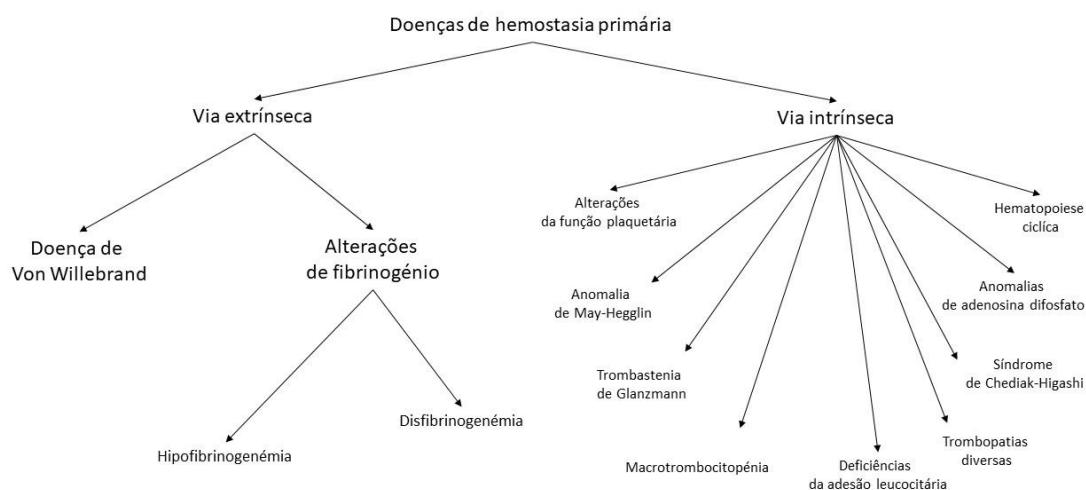 Doenças de hemostasia primária
Via extrínseca
Via intrínseca
Doença de
Von Willebrand
Alterações
de fibrinogénio
Hipofibrinogenémia
Disfibrinogenémia
Alterações
da função plaquetária
Anomalia
de May-Hegglin
Trombastenia
de Glanzmann
Macrotrombocitopénia
Deficiências
da adesão leucocitária
Trombopatias
diversas
Síndrome
de Chediak-Higashi
Anomalias
de adenosina difosfato
Hematopoiese
ciclíca